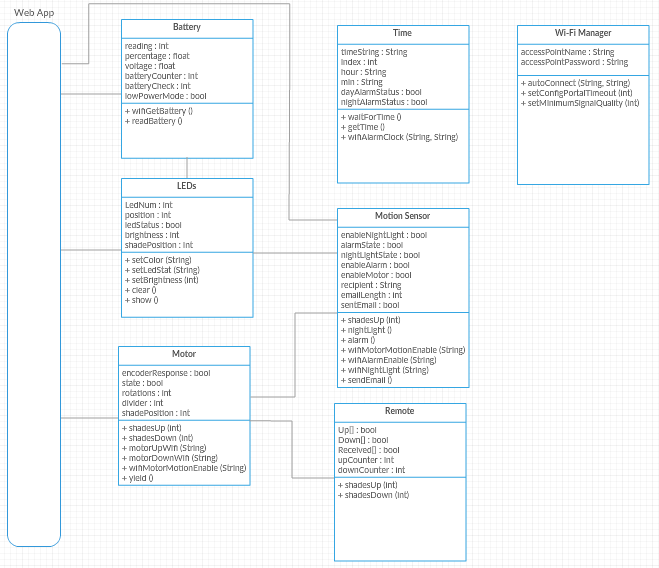 Web App
Battery
reading : int
percentage : float
voltage : float
batteryCounter : int
batteryCheck : int
lowPowerMode : bool
+ wifiGetBattery ()
+ readBattery ()
LEDs
LedNum : int
position : int
ledStatus : bool
brightness : int
shadePosition : int
+ setColor (String)
+ setLedStat (String)
+ setBrightness (int)
+ clear ()
+ show ()
Motor
encoderResponse : bool
state : bool
rotations : int
divider : int
shadePosition : int
+ shadesUp (int)
+ shadesDown (int)
+ motorUpWifi (String)
+ motorDownWifi (String)
+ wifiMotorMotionEnable (String)
+ yield ()
Time
timeString : String
index : int
hour : String
min : String
dayAlarmStatus : bool
nightAlarmStatus : bool
+ waitForTime ()
+ getTime ()
+ wifiAlarmClock (String, String)
Motion Sensor
enableNightLight : bool
alarmState : bool
nightLightState : bool
enableAlarm : bool
enableMotor : bool
recipient : String
emailLength : int
sentEmail : bool
+ shadesUp (int)
+ nightLight ()
+ alarm ()
+ wifiMotorMotionEnable (String)
+ wifiAlarmEnable (String)
+ wifiNightLight (String)
+ sendEmail ()
Remote
Up[] : bool
Down[] : bool
Received[] : bool
upCounter : int
downCounter : int
+ shadesUp (int)
+ shadesDown (int)
Wi-Fi Manager
accessPointName : String
accessPointPassword : String
+ autoConnect (String, String)
+ setConfigPortalTimeout (int)
+ setMinimumSignalQuality (int)